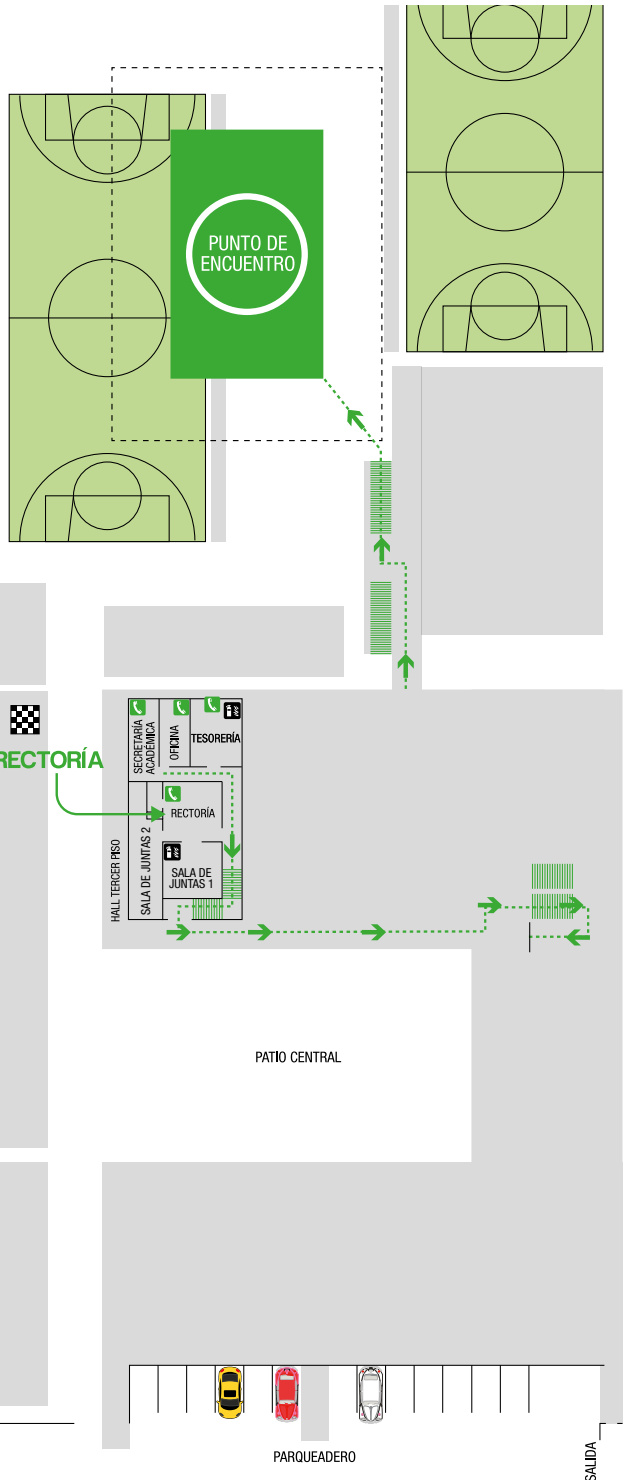 PUNTO DE
ENCUENTRO
SECRETARÍA
ACADÉMICA
OFICINA
TESORERÍA
RECTORÍA
RECTORÍA
HALL TERCER PISO
SALA DE JUNTAS 2
SALA DE
JUNTAS 1
PATIO CENTRAL
PARQUEADERO
SALIDA